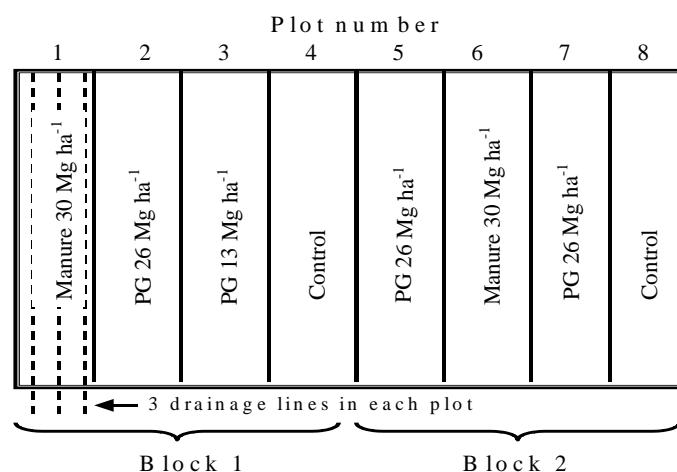 Plot number
1 2 3 4 5 6 7 8
Manure 30 Mg ha⁻¹
PG 26 Mg ha⁻¹
PG 13 Mg ha⁻¹
Control
PG 26 Mg ha⁻¹
Manure 30 Mg ha⁻¹
PG 26 Mg ha⁻¹
Control
3 drainage lines in each plot
Block 1 Block 2